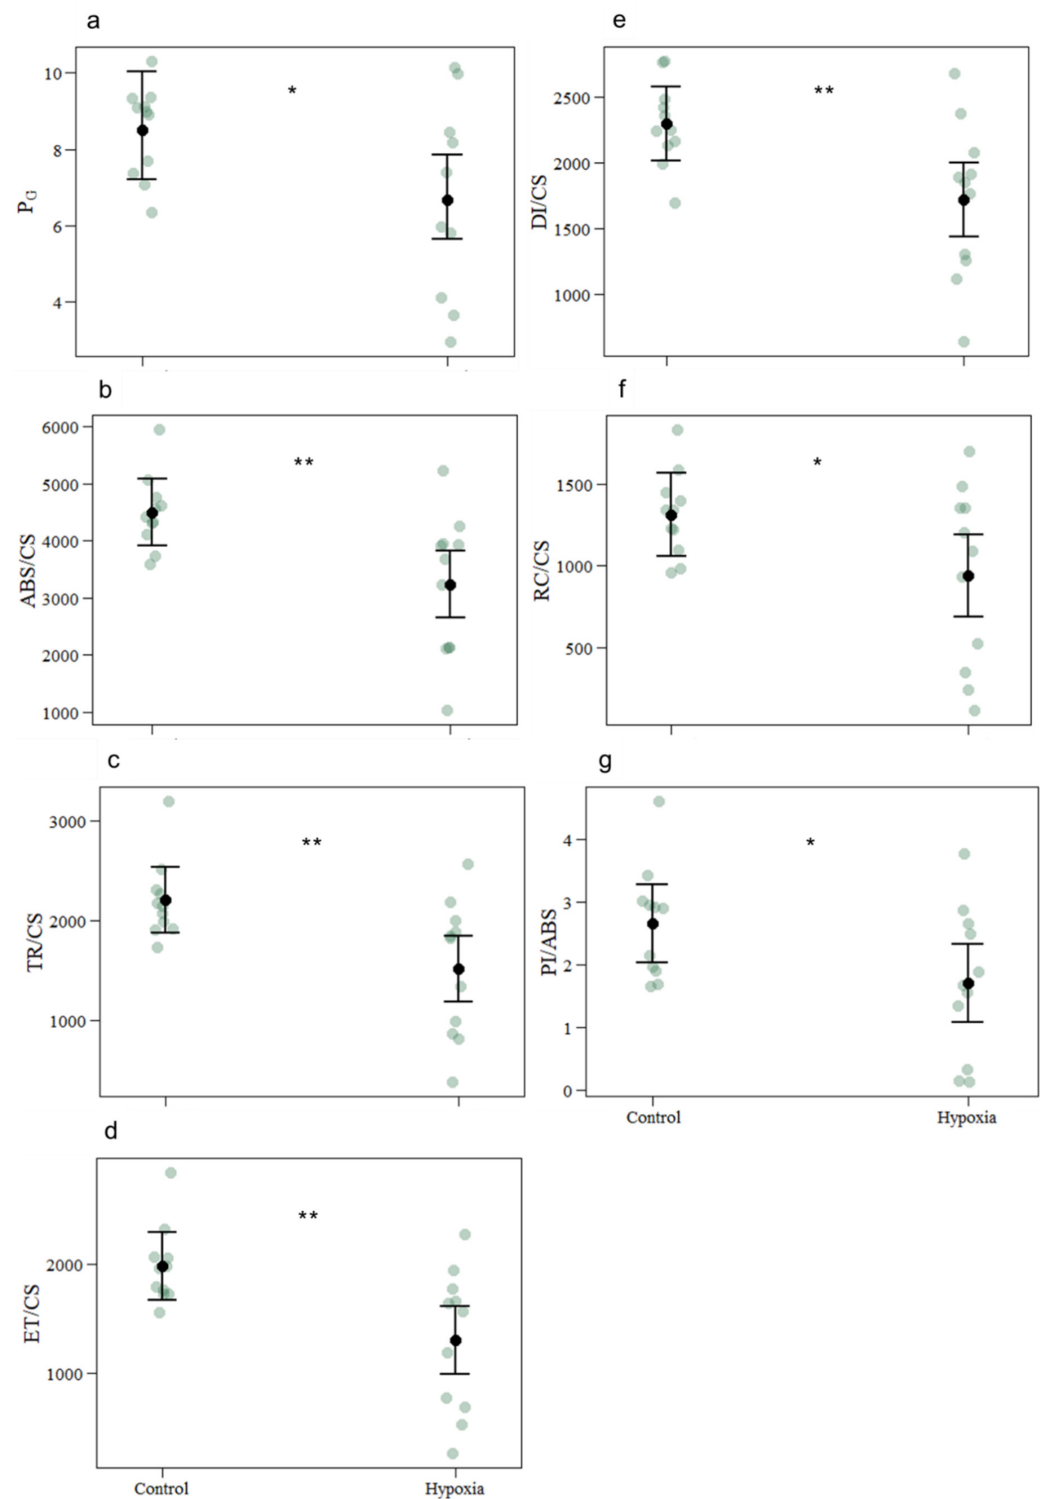 a
10
8
6
4
P_G
*
b
6000
5000
4000
3000
2000
1000
ABS/CS
**
c
3000
2000
1000
TR/CS
**
d
2000
1000
ET/CS
**
Control
Hypoxia
e
2500
2000
1500
1000
DI/CS
**
f
1500
1000
500
RC/CS
*
g
4
3
2
1
0
PI/ABS
*
Control
Hypoxia